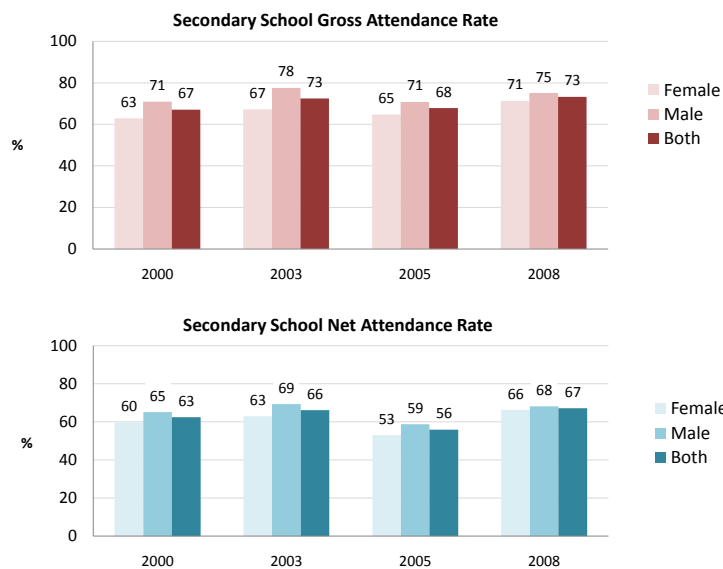 Secondary School Gross Attendance Rate
100
80
60
40
20
0
%
63 71 67
67 78 73
65 71 68
71 75 73
2000 2003 2005 2008
Female
Male
Both
Secondary School Net Attendance Rate
100
80
60
40
20
0
%
60 65 63
63 69 66
53 59 56
66 68 67
2000 2003 2005 2008
Female
Male
Both